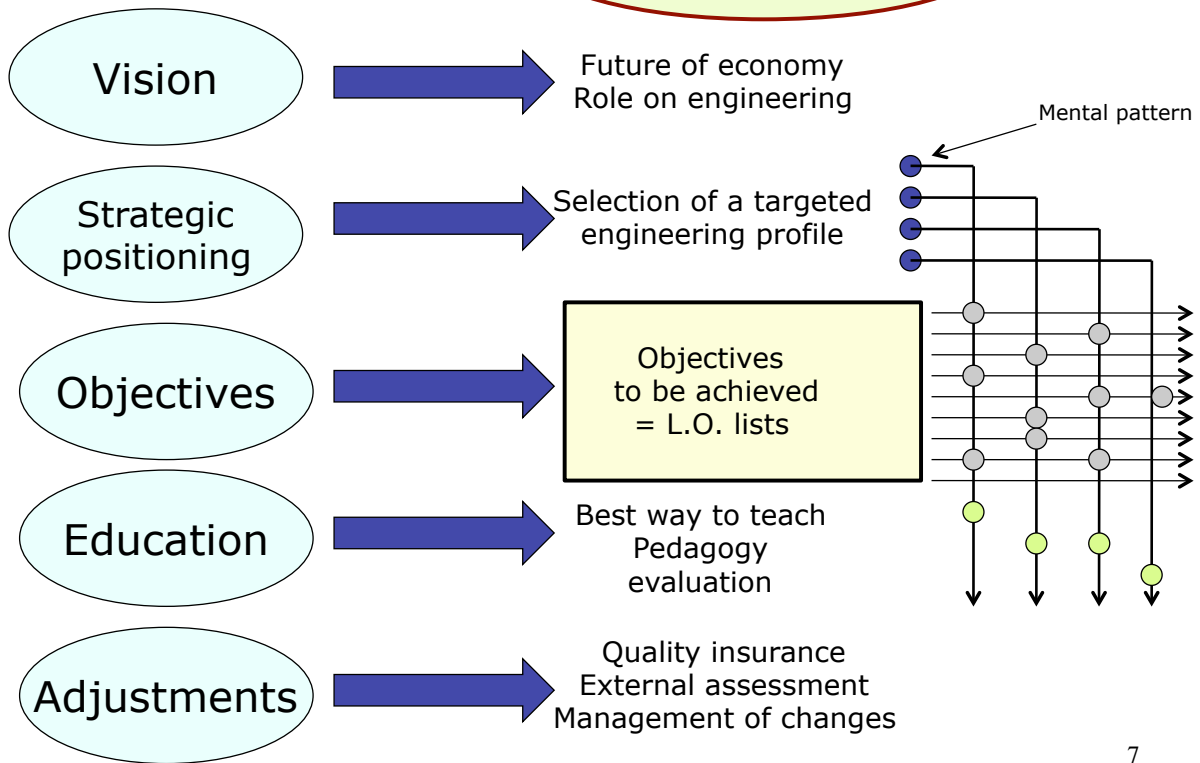 Vision
Future of economy
Role on engineering
Mental pattern
Strategic
positioning
Selection of a targeted
engineering profile
Objectives
Objectives
to be achieved
= L.O. lists
Education
Best way to teach
Pedagogy
evaluation
Adjustments
Quality insurance
External assessment
Management of changes
7